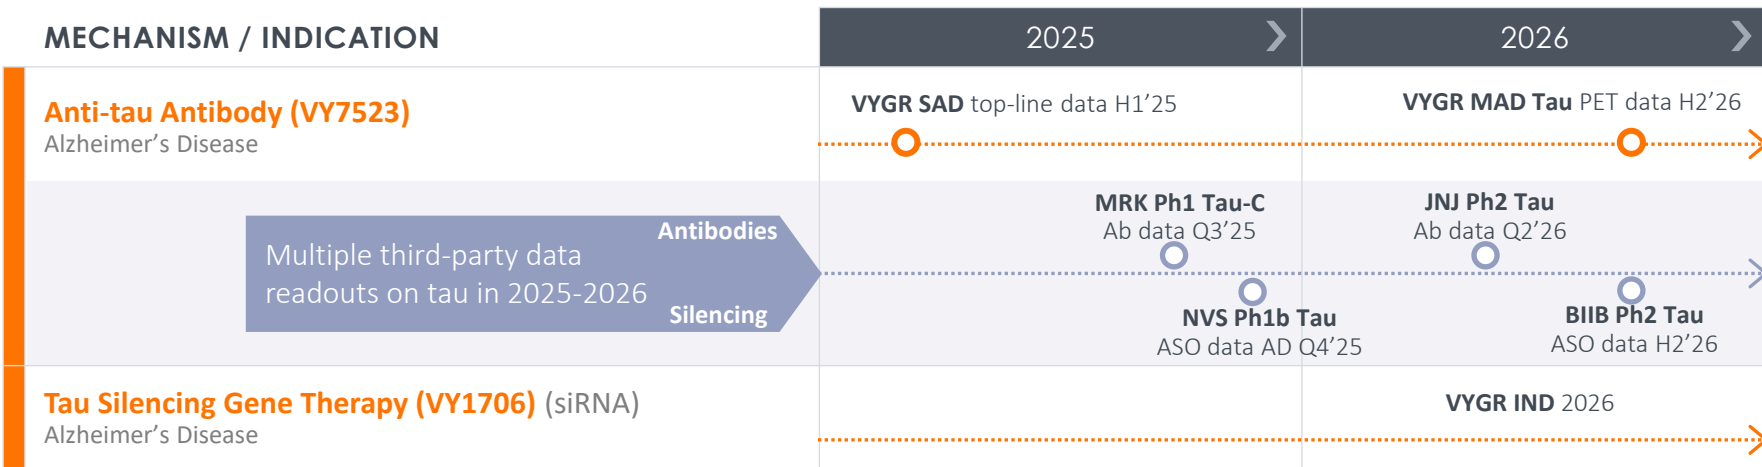 MECHANISM / INDICATION
2025
2026
Anti-tau Antibody (VY7523)
Alzheimer’s Disease
VYGR SAD top-line data H1’25
VYGR MAD Tau PET data H2’26
Multiple third-party data
readouts on tau in 2025-2026
Antibodies
Silencing
MRK Ph1 Tau-C
Ab data Q3’25
JNJ Ph2 Tau
Ab data Q2’26
NVS Ph1b Tau
ASO data AD Q4’25
BIIB Ph2 Tau
ASO data H2’26
Tau Silencing Gene Therapy (VY1706) (siRNA)
Alzheimer’s Disease
VYGR IND 2026